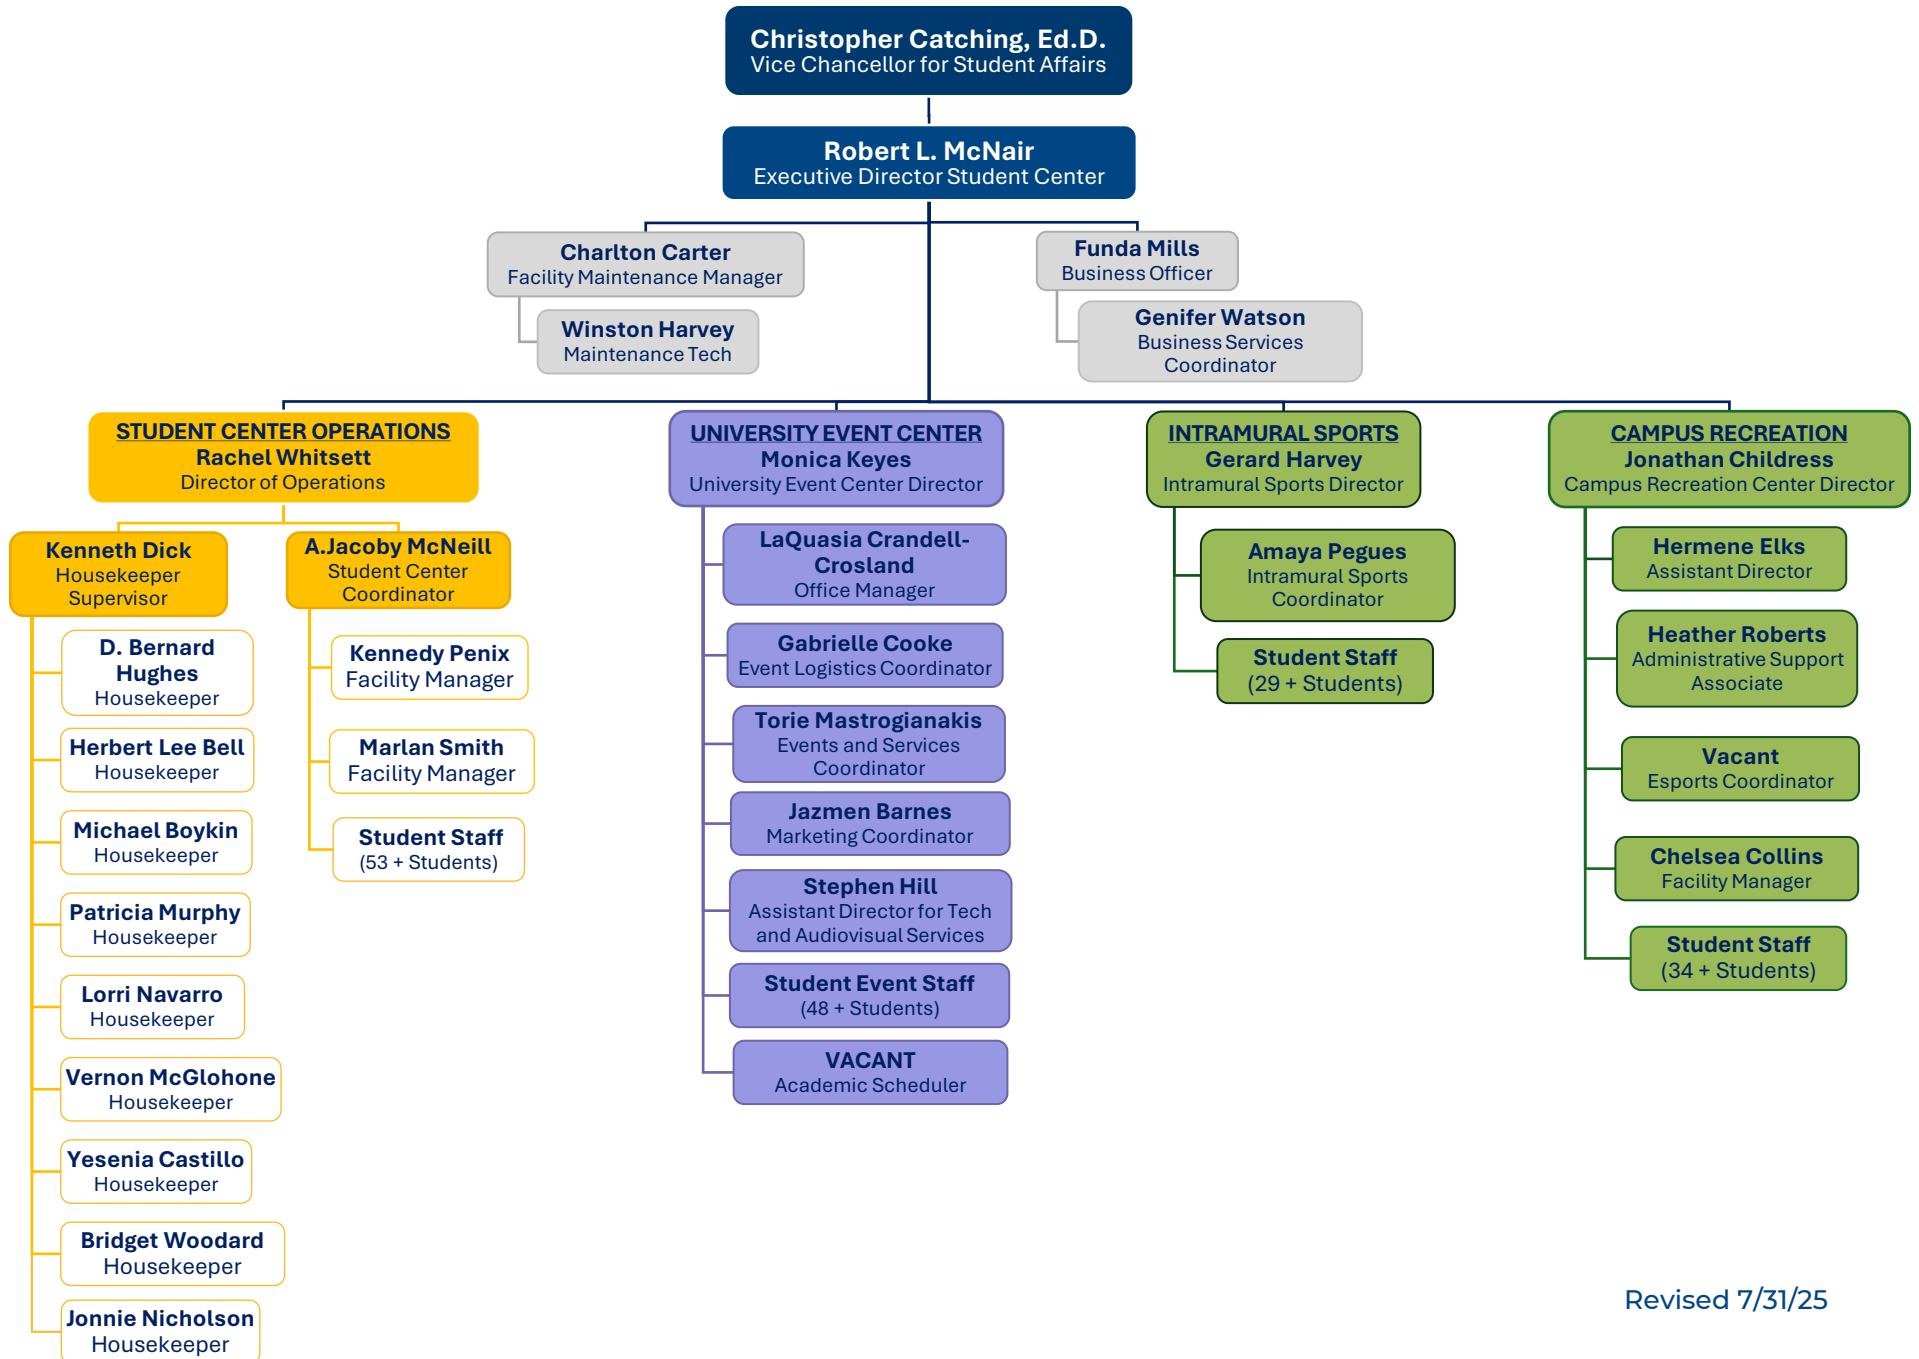 Christopher Catching, Ed.D.
Vice Chancellor for Student Affairs
Robert L. McNair
Executive Director Student Center
Charlton Carter
Facility Maintenance Manager
Winston Harvey
Maintenance Tech
Funda Mills
Business Officer
Genifer Watson
Business Services
Coordinator
STUDENT CENTER OPERATIONS
Rachel Whitsett
Director of Operations
Kenneth Dick
Housekeeper
Supervisor
D. Bernard
Hughes
Housekeeper
Herbert Lee Bell
Housekeeper
Michael Boykin
Housekeeper
Patricia Murphy
Housekeeper
Lorri Navarro
Housekeeper
Vernon McGlohone
Housekeeper
Yesenia Castillo
Housekeeper
Bridget Woodard
Housekeeper
Jonnie Nicholson
Housekeeper
A.Jacoby McNeill
Student Center
Coordinator
Kennedy Penix
Facility Manager
Marlan Smith
Facility Manager
Student Staff
(53 + Students)
UNIVERSITY EVENT CENTER
Monica Keyes
University Event Center Director
LaQuasia Crandell-
Crosland
Office Manager
Gabrielle Cooke
Event Logistics Coordinator
Torie Mastrogianakis
Events and Services
Coordinator
Jazmen Barnes
Marketing Coordinator
Stephen Hill
Assistant Director for Tech
and Audiovisual Services
Student Event Staff
(48 + Students)
VACANT
Academic Scheduler
INTRAMURAL SPORTS
Gerard Harvey
Intramural Sports Director
Amaya Pegues
Intramural Sports
Coordinator
Student Staff
(29 + Students)
CAMPUS RECREATION
Jonathan Childress
Campus Recreation Center Director
Hermene Elks
Assistant Director
Heather Roberts
Administrative Support
Associate
Vacant
Esports Coordinator
Chelsea Collins
Facility Manager
Student Staff
(34 + Students)
Revised 7/31/25